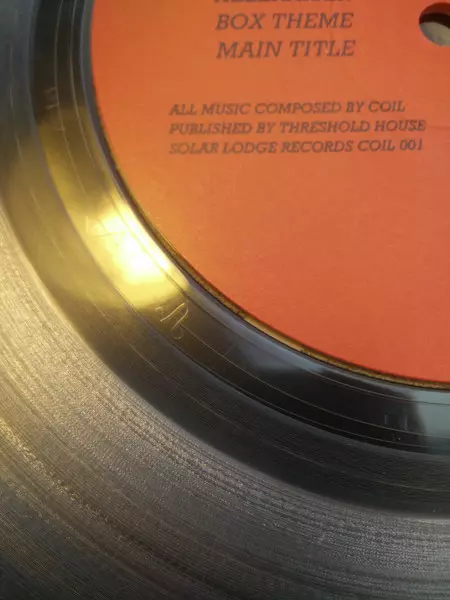 BOX THEME
MAIN TITLE
ALL MUSIC COMPOSED BY COIL
PUBLISHED BY THRESHOLD HOUSE
SOLAR LODGE RECORDS COIL 001